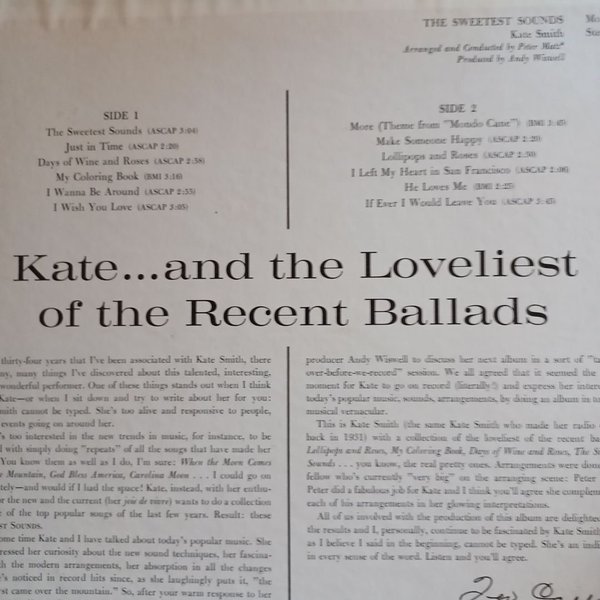 THE SWEETEST SOUNDS
Kate Smith
Arranged and Conducted by Peter Matz*
Produced by Andy Wiswell
SIDE 1
The Sweetest Sounds (ASCAP 3:04)
Just in Time (ASCAP 2:20)
Days of Wine and Roses (ASCAP 2:58)
My Coloring Book (BMI 3:16)
I Wanna Be Around (ASCAP 2:55)
I Wish You Love (ASCAP 3:05)
SIDE 2
More (Theme from "Mondo Cane") (BMI
Make Someone Happy (ASCAP 2:20)
Lollipops and Roses (ASCAP
I Left My Heart in San Francisco (ASCAP
He Loves Me (BMI 2:25)
If Ever I Would Leave You (ASCAP
Kate...and the Loveliest
of the Recent Ballads
thirty-four years that I've been associated with Kate Smith, there
many things I've discovered about this talented, interesting,
wonderful performer. One of these things stands out when I think
Kate—or when I sit down and try to write about her for you:
cannot be typed. She's too alive and responsive to people,
events going on around her.
too interested in the new trends in music, for instance, to be
with simply doing "repeats" of all the songs that have made her
You know them as well as I do, I'm sure: When the Moon Comes
Mountain, God Bless America, Carolina Moon . . . I could go on
and would if I had the space! Kate, instead, with her
the new and the current (her joie de vivre) wants to do a collection
of the top popular songs of the last few years. Result: these
SOUNDS.
time Kate and I have talked about today's popular music. She
her curiosity about the new sound techniques, her
the modern arrangements, her absorption in all the changes
noticed in record hits since, as she laughingly puts it, "the
came over the mountain." So, after your warm response to her
producer Andy Wiswell to discuss her next album in a sort of
over-before-we-record" session. We all agreed that it seemed the
moment for Kate to go on record (literally!) and express her
today's popular music, sounds, arrangements, by doing an album in
musical vernacular.
This is Kate Smith (the same Kate Smith who made her radio
back in 1931) with a collection of the loveliest of the recent
Lollipops and Roses, My Coloring Book, Days of Wine and Roses, The
Sounds . . . you know, the real pretty ones. Arrangements were done
fellow who's currently "very big" on the arranging scene: Peter
Peter did a fabulous job for Kate and I think you'll agree she
each of his arrangements in her glowing interpretations.
All of us involved with the production of this album are delighted
the results and I, personally, continue to be fascinated by Kate
as I believe I said in the beginning, cannot be typed. She's an
in every sense of the word. Listen and you'll agree.